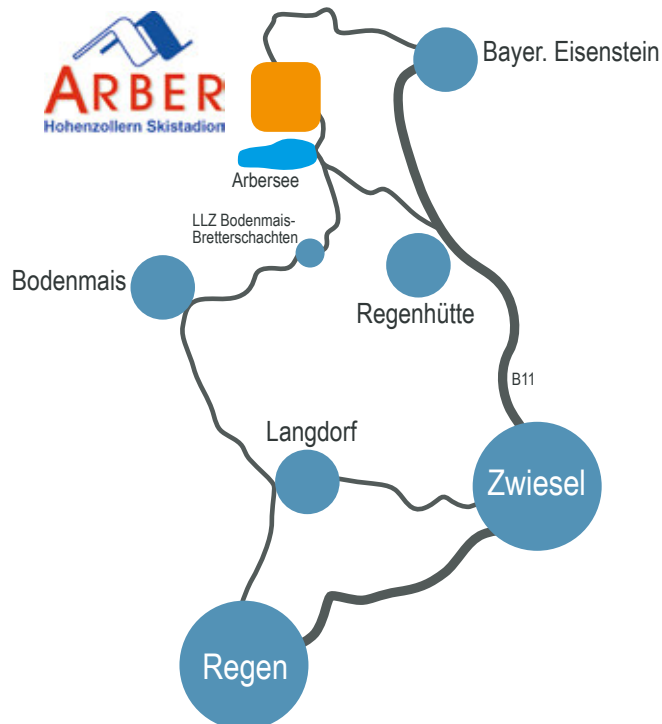 ARBER
Hohenzollern Skistadion
Bayer. Eisenstein
Arbersee
LLZ Bodenmais-
Bretterschachten
Bodenmais
Regenhütte
B11
Langdorf
Zwiesel
Regen